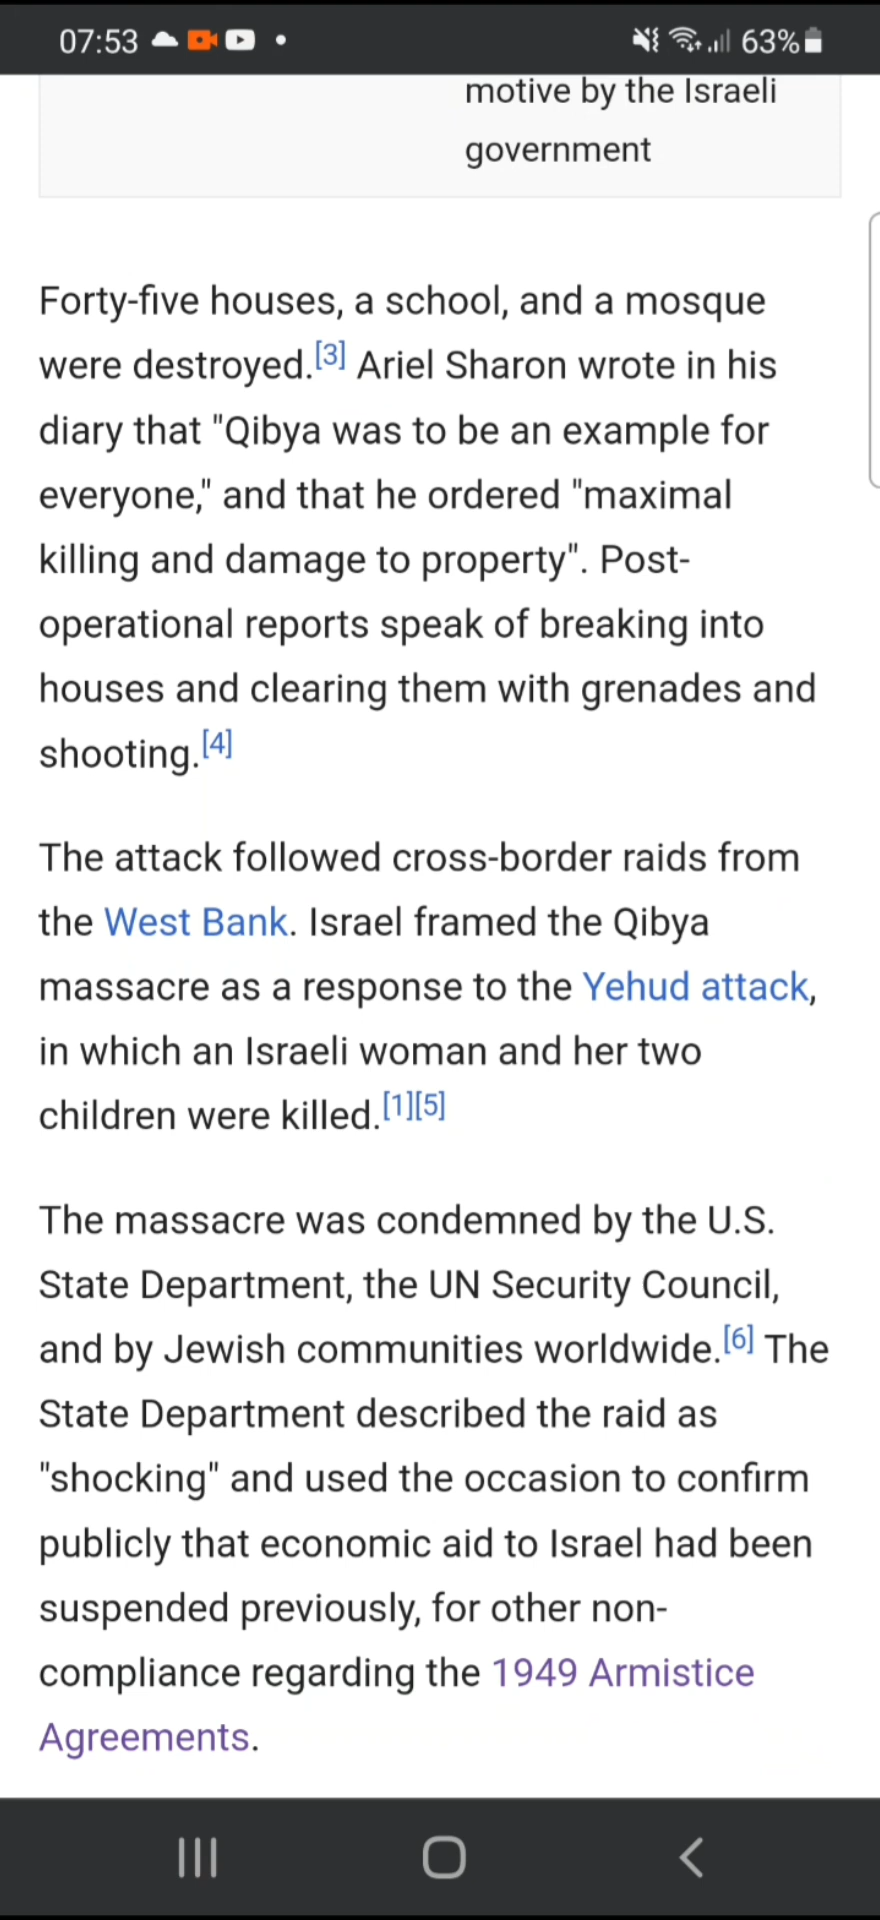 07:53
63%
motive by the Israeli
government
Forty-five houses, a school, and a mosque
were destroyed.[3] Ariel Sharon wrote in his
diary that "Qibya was to be an example for
everyone," and that he ordered "maximal
killing and damage to property". Post-
operational reports speak of breaking into
houses and clearing them with grenades and
shooting.[4]
The attack followed cross-border raids from
the West Bank. Israel framed the Qibya
massacre as a response to the Yehud attack,
in which an Israeli woman and her two
children were killed.[1][5]
The massacre was condemned by the U.S.
State Department, the UN Security Council,
and by Jewish communities worldwide.[6] The
State Department described the raid as
"shocking" and used the occasion to confirm
publicly that economic aid to Israel had been
suspended previously, for other non-
compliance regarding the 1949 Armistice
Agreements.